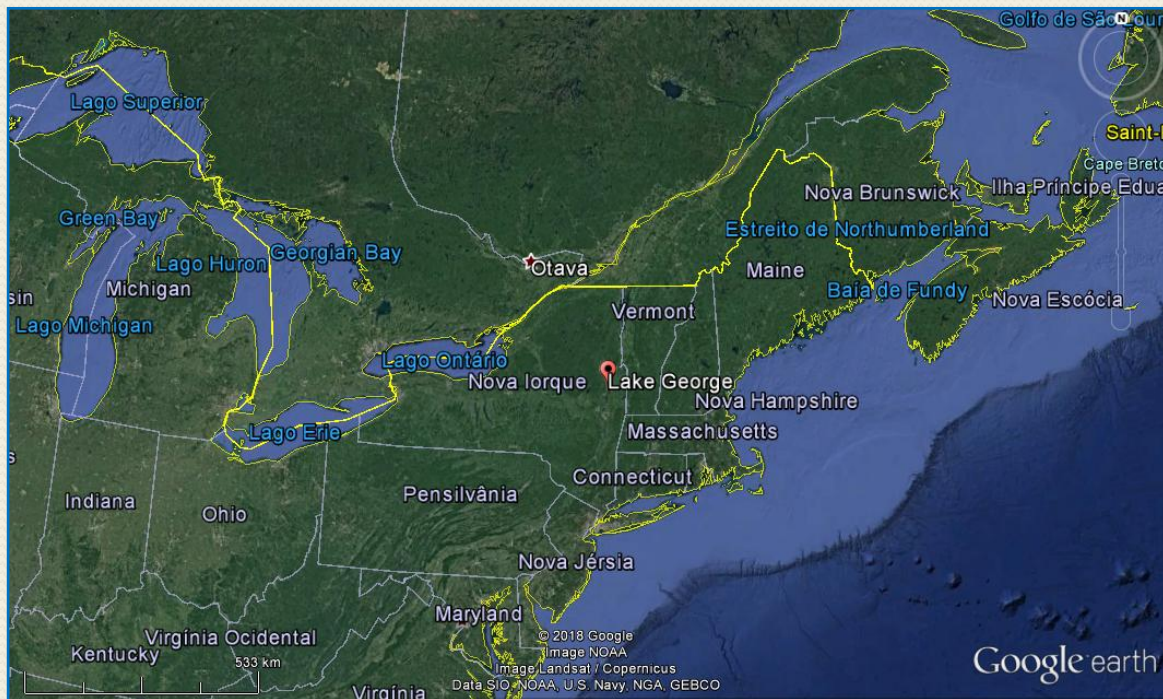 Golfo de São Lour
N
Lago Superior
Saint-
Cape Breto
Nova Brunswick
Ilha Príncipe Edua
Green Bay
Estreito de Northumberland
Lago Huron
Georgian Bay
Otava
Maine
Michigan
sin
Baía de Fundy
Nova Escócia
Vermont
Lago Michigan
Lago Ontário
Nova Iorque
Lake George
Nova Hampshire
Lago Erie
Massachusetts
s
Connecticut
Pensilvânia
Indiana
Ohio
Nova Jérsia
Maryland
Virgínia Ocidental
Kentucky
533 km
Virgínia
© 2018 Google
Image NOAA
Image Landsat / Copernicus
Data SIO, NOAA, U.S. Navy, NGA, GEBCO
Google earth